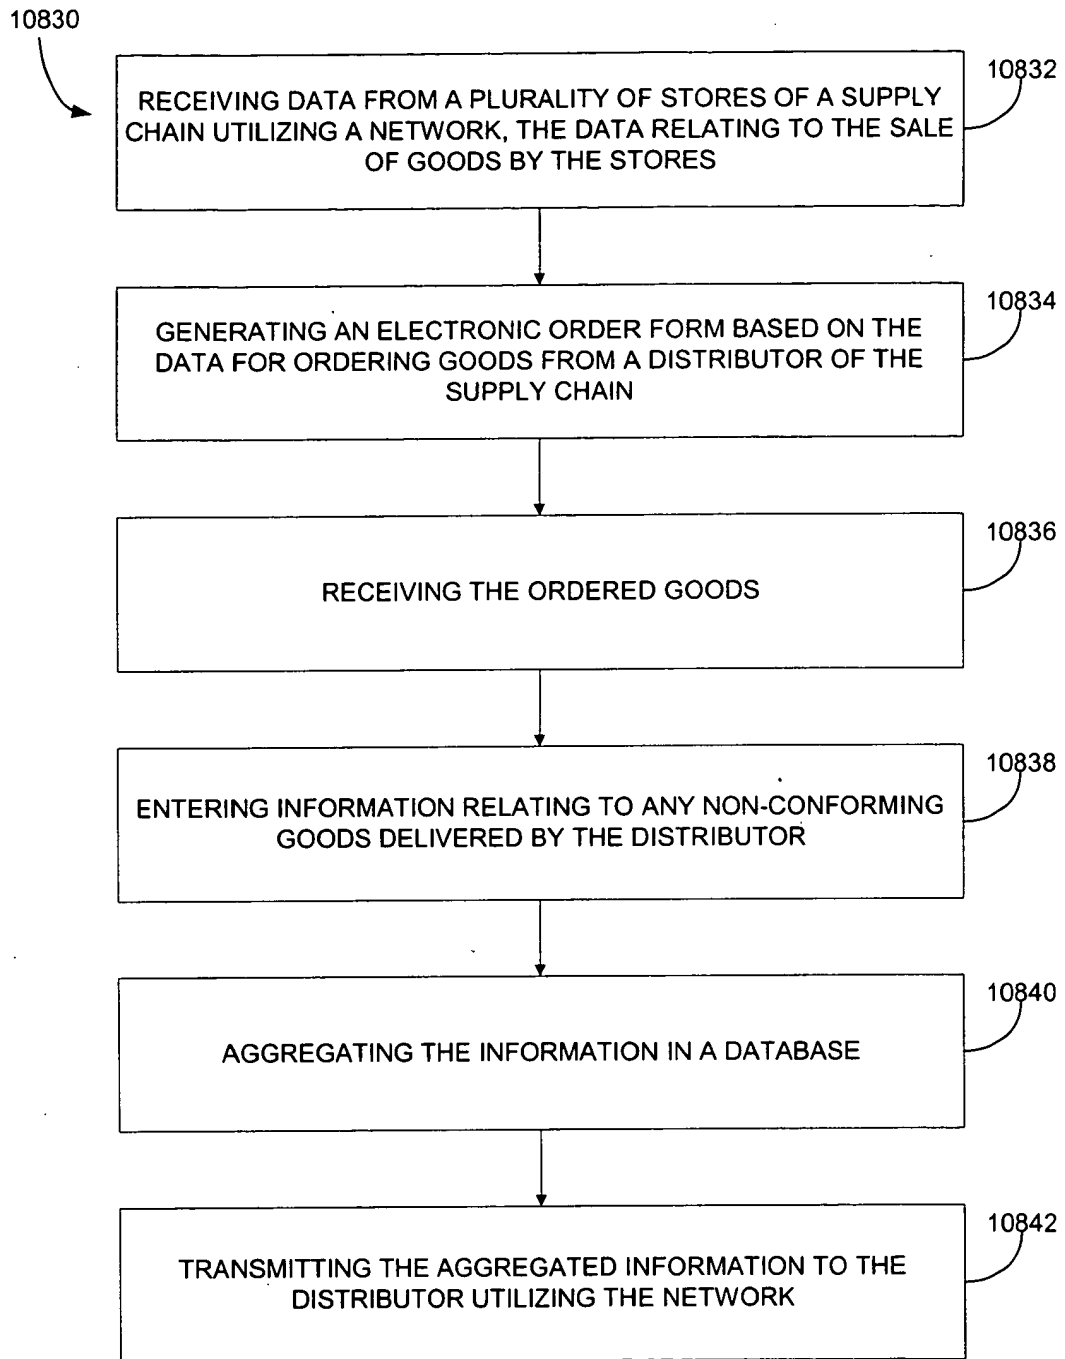 10830
10832
RECEIVING DATA FROM A PLURALITY OF STORES OF A SUPPLY
CHAIN UTILIZING A NETWORK, THE DATA RELATING TO THE SALE
OF GOODS BY THE STORES
10834
GENERATING AN ELECTRONIC ORDER FORM BASED ON THE
DATA FOR ORDERING GOODS FROM A DISTRIBUTOR OF THE
SUPPLY CHAIN
10836
RECEIVING THE ORDERED GOODS
10838
ENTERING INFORMATION RELATING TO ANY NON-CONFORMING
GOODS DELIVERED BY THE DISTRIBUTOR
10840
AGGREGATING THE INFORMATION IN A DATABASE
10842
TRANSMITTING THE AGGREGATED INFORMATION TO THE
DISTRIBUTOR UTILIZING THE NETWORK